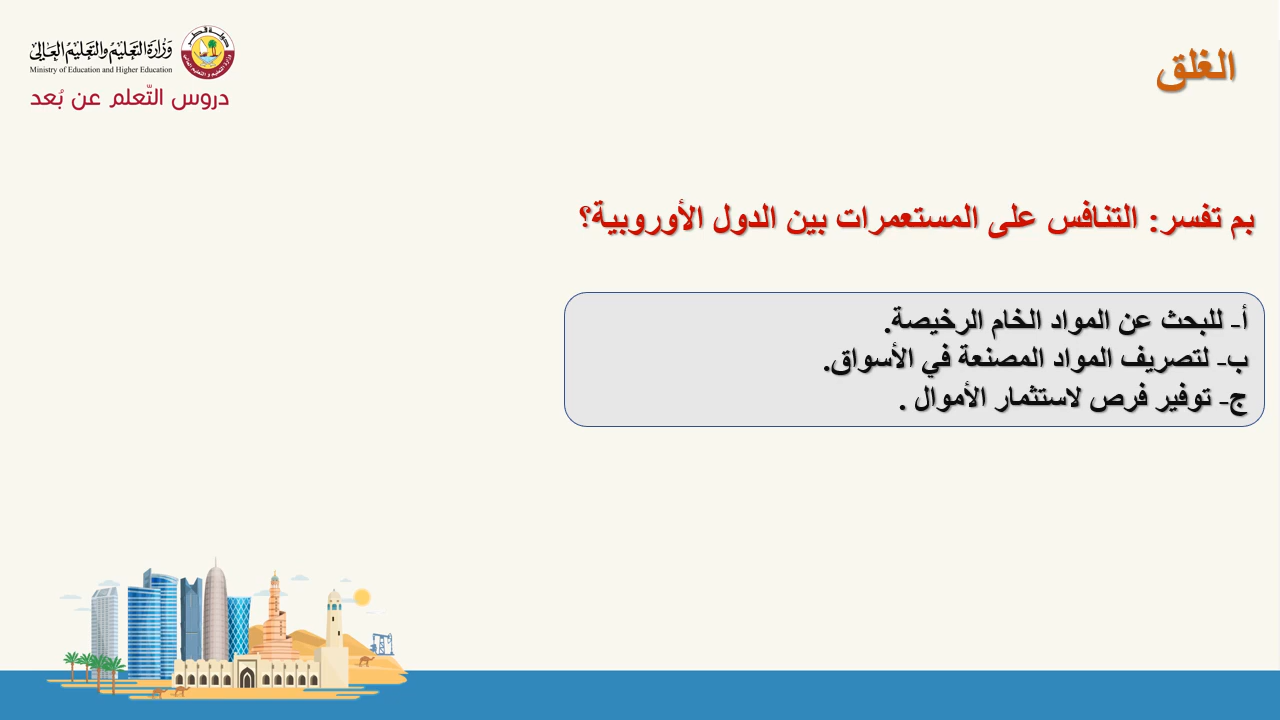 الغلق
وزارة التعليم والتعليم العالي
Ministry of Education and Higher Education
دروس التّعلم عن بُعد
بم تفسر: التنافس على المستعمرات بين الدول الأوروبية؟
أ- للبحث عن المواد الخام الرخيصة.
ب- لتصريف المواد المصنعة في الأسواق.
ج- توفير فرص لاستثمار الأموال .